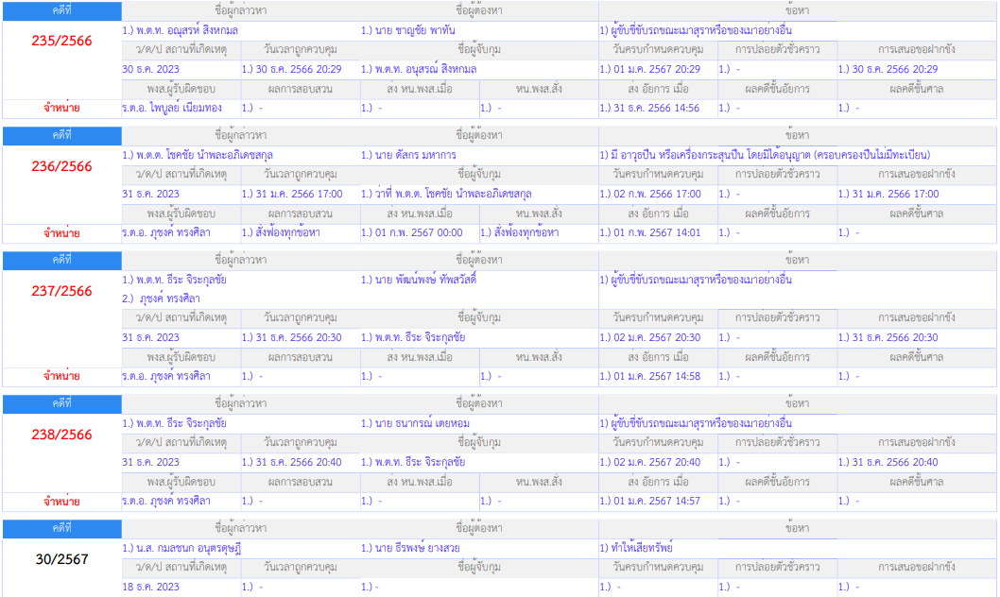 คดีที่ ชื่อผู้กล่าวหา ชื่อผู้ต้องหา ข้อหา
235/2566 1.) พ.ต.ท. อณุสรห์ สิงหกมล 1.) นาย ชาญชัย พาทัน 1) ผู้ขับขี่ขับรถขณะเมาสุราหรือของเมาอย่างอื่น
ว/ด/ป สถานที่เกิดเหตุ วันเวลาถูกควบคุม ชื่อผู้จับกุม วันครบกำหนดควบคุม การปล่อยตัวชั่วคราว การเสนอขอฝากขัง
30 ธ.ค. 2023 1.) 30 ธ.ค. 2566 20:29 1.) พ.ต.ท. อนุสรณ์ สิงหกมล 1.) 01 ม.ค. 2567 20:29 1.) - 1.) 30 ธ.ค. 2566 20:29
พงส.ผู้รับผิดชอบ ผลการสอบสวน ส่ง หน.พงส.เมื่อ หน.พงส.สั่ง ส่ง อัยการ เมื่อ ผลคดีชั้นอัยการ ผลคดีชั้นศาล
จำหน่าย ร.ต.อ. ไพบูลย์ เนียมทอง 1.) - 1.) - 1.) - 1.) 31 ธ.ค. 2566 14:56 1.) - 1.) -
คดีที่ ชื่อผู้กล่าวหา ชื่อผู้ต้องหา ข้อหา
236/2566 1.) พ.ต.ต. โชคชัย นำพละอภิเดชสกุล 1.) นาย ดัสกร มหาการ 1) มี อาวุธปืน หรือเครื่องกระสุนปืน โดยมิได้อนุญาต (ครอบครองปืนไม่มีทะเบียน)
ว/ด/ป สถานที่เกิดเหตุ วันเวลาถูกควบคุม ชื่อผู้จับกุม วันครบกำหนดควบคุม การปล่อยตัวชั่วคราว การเสนอขอฝากขัง
31 ธ.ค. 2023 1.) 31 ม.ค. 2566 17:00 1.) ว่าที่ พ.ต.ต. โชคชัย นำพละอภิเดชสกุล 1.) 02 ก.พ. 2566 17:00 1.) - 1.) 31 ม.ค. 2566 17:00
พงส.ผู้รับผิดชอบ ผลการสอบสวน ส่ง หน.พงส.เมื่อ หน.พงส.สั่ง ส่ง อัยการ เมื่อ ผลคดีชั้นอัยการ ผลคดีชั้นศาล
จำหน่าย ร.ต.อ. ภุชงค์ ทรงศิลา 1.) สั่งฟ้องทุกข้อหา 1.) 01 ก.พ. 2567 00:00 1.) สั่งฟ้องทุกข้อหา 1.) 01 ก.พ. 2567 14:01 1.) - 1.) -
คดีที่ ชื่อผู้กล่าวหา ชื่อผู้ต้องหา ข้อหา
237/2566 1.) พ.ต.ท. ธีระ จิระกุลชัย 1.) นาย พัฒน์พงษ์ ทัพสวัสดิ์ 1) ผู้ขับขี่ขับรถขณะเมาสุราหรือของเมาอย่างอื่น
2.) ภุชงค์ ทรงศิลา
ว/ด/ป สถานที่เกิดเหตุ วันเวลาถูกควบคุม ชื่อผู้จับกุม วันครบกำหนดควบคุม การปล่อยตัวชั่วคราว การเสนอขอฝากขัง
31 ธ.ค. 2023 1.) 31 ธ.ค. 2566 20:30 1.) พ.ต.ท. ธีระ จิระกุลชัย 1.) 02 ม.ค. 2567 20:30 1.) - 1.) 31 ธ.ค. 2566 20:30
พงส.ผู้รับผิดชอบ ผลการสอบสวน ส่ง หน.พงส.เมื่อ หน.พงส.สั่ง ส่ง อัยการ เมื่อ ผลคดีชั้นอัยการ ผลคดีชั้นศาล
จำหน่าย ร.ต.อ. ภุชงค์ ทรงศิลา 1.) - 1.) - 1.) - 1.) 01 ม.ค. 2567 14:58 1.) - 1.) -
คดีที่ ชื่อผู้กล่าวหา ชื่อผู้ต้องหา ข้อหา
238/2566 1.) พ.ต.ท. ธีระ จิระกุลชัย 1.) นาย ธนากรณ์ เตยหอม 1) ผู้ขับขี่ขับรถขณะเมาสุราหรือของเมาอย่างอื่น
ว/ด/ป สถานที่เกิดเหตุ วันเวลาถูกควบคุม ชื่อผู้จับกุม วันครบกำหนดควบคุม การปล่อยตัวชั่วคราว การเสนอขอฝากขัง
31 ธ.ค. 2023 1.) 31 ธ.ค. 2566 20:40 1.) พ.ต.ท. ธีระ จิระกุลชัย 1.) 02 ม.ค. 2567 20:40 1.) - 1.) 31 ธ.ค. 2566 20:40
พงส.ผู้รับผิดชอบ ผลการสอบสวน ส่ง หน.พงส.เมื่อ หน.พงส.สั่ง ส่ง อัยการ เมื่อ ผลคดีชั้นอัยการ ผลคดีชั้นศาล
จำหน่าย ร.ต.อ. ภุชงค์ ทรงศิลา 1.) - 1.) - 1.) - 1.) 01 ม.ค. 2567 14:57 1.) - 1.) -
คดีที่ ชื่อผู้กล่าวหา ชื่อผู้ต้องหา ข้อหา
30/2567 1.) น.ส. กมลชนก อนุตรดุษฎี 1.) นาย ธีรพงษ์ ยางสวย 1) ทำให้เสียทรัพย์
ว/ด/ป สถานที่เกิดเหตุ วันเวลาถูกควบคุม ชื่อผู้จับกุม วันครบกำหนดควบคุม การปล่อยตัวชั่วคราว การเสนอขอฝากขัง
18 ธ.ค. 2023 1.) - 1.) - 1.) - 1.) - 1.) -